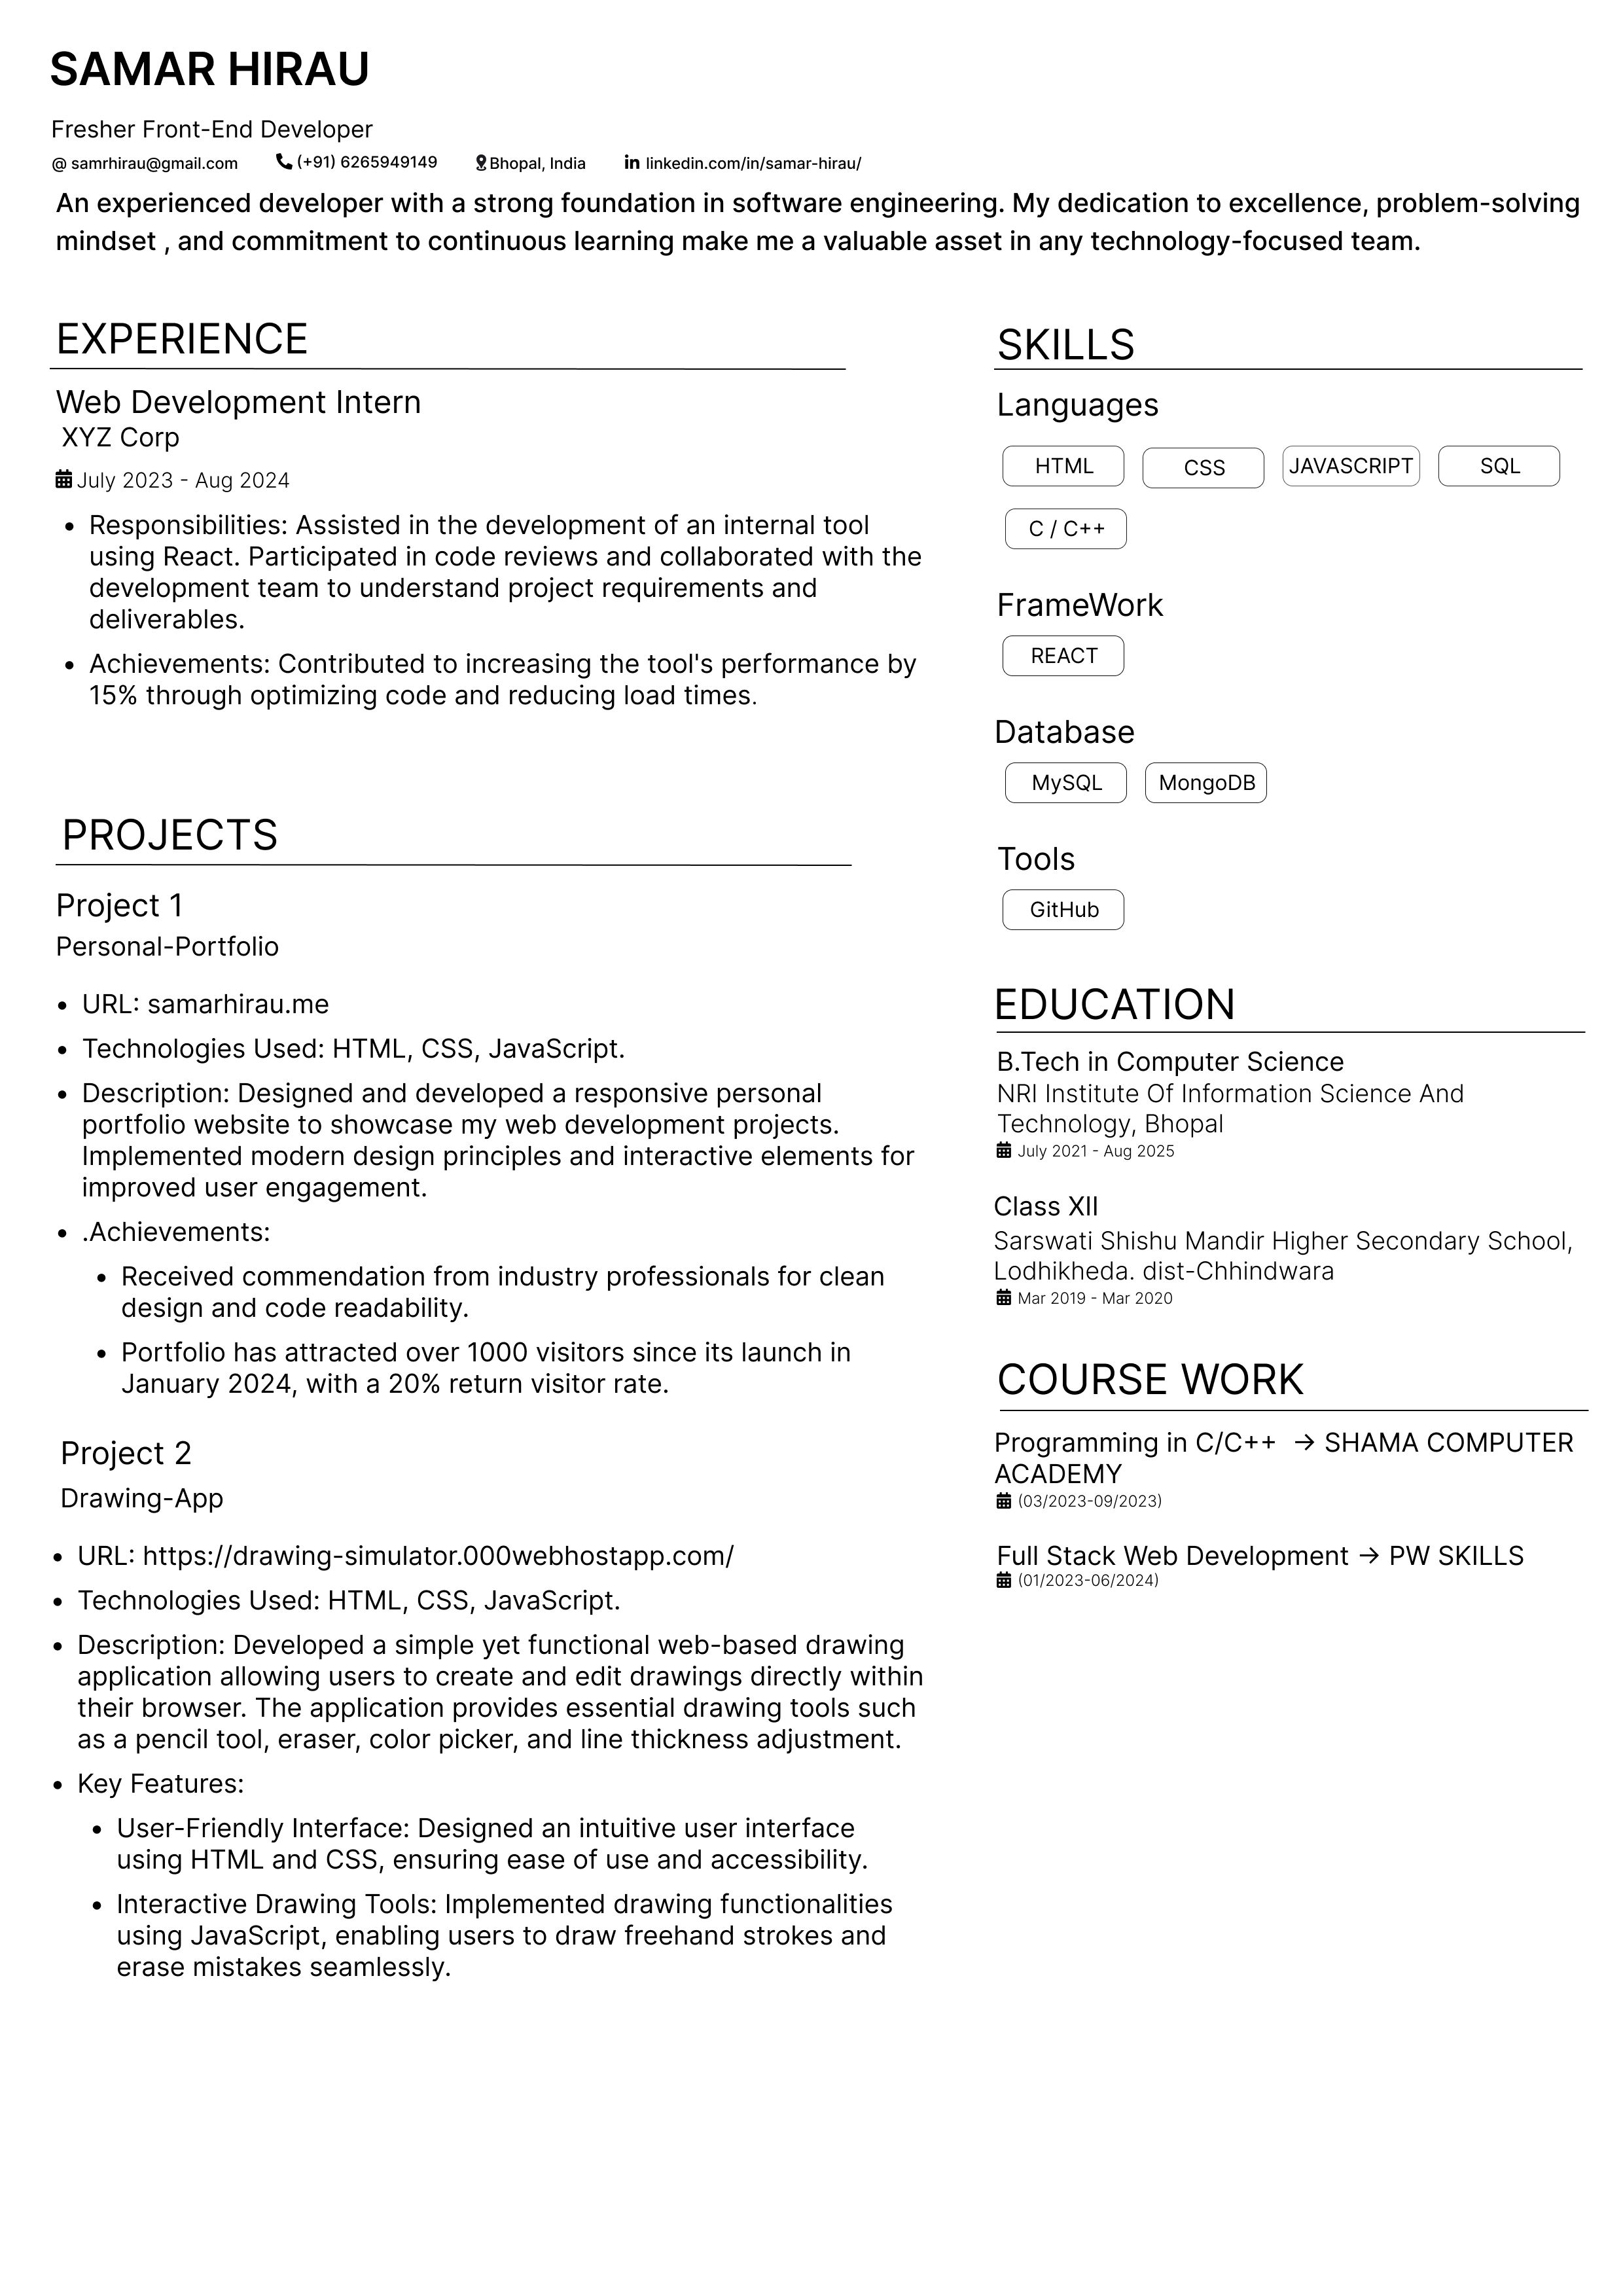 SAMAR HIRAU
Fresher Front-End Developer
@ samrhirau@gmail.com (+91) 6265949149 Bhopal, India linkedin.com/in/samar-hirau/
An experienced developer with a strong foundation in software engineering. My dedication to excellence, problem-solving
mindset , and commitment to continuous learning make me a valuable asset in any technology-focused team.
EXPERIENCE
Web Development Intern
XYZ Corp
July 2023 - Aug 2024
• Responsibilities: Assisted in the development of an internal tool
using React. Participated in code reviews and collaborated with the
development team to understand project requirements and
deliverables.
• Achievements: Contributed to increasing the tool's performance by
15% through optimizing code and reducing load times.
PROJECTS
Project 1
Personal-Portfolio
• URL: samarhirau.me
• Technologies Used: HTML, CSS, JavaScript.
• Description: Designed and developed a responsive personal
portfolio website to showcase my web development projects.
Implemented modern design principles and interactive elements for
improved user engagement.
• .Achievements:
• Received commendation from industry professionals for clean
design and code readability.
• Portfolio has attracted over 1000 visitors since its launch in
January 2024, with a 20% return visitor rate.
Project 2
Drawing-App
• URL: https://drawing-simulator.000webhostapp.com/
• Technologies Used: HTML, CSS, JavaScript.
• Description: Developed a simple yet functional web-based drawing
application allowing users to create and edit drawings directly within
their browser. The application provides essential drawing tools such
as a pencil tool, eraser, color picker, and line thickness adjustment.
• Key Features:
• User-Friendly Interface: Designed an intuitive user interface
using HTML and CSS, ensuring ease of use and accessibility.
• Interactive Drawing Tools: Implemented drawing functionalities
using JavaScript, enabling users to draw freehand strokes and
erase mistakes seamlessly.
SKILLS
Languages
HTML CSS JAVASCRIPT SQL
C / C++
FrameWork
REACT
Database
MySQL MongoDB
Tools
GitHub
EDUCATION
B.Tech in Computer Science
NRI Institute Of Information Science And
Technology, Bhopal
July 2021 - Aug 2025
Class XII
Sarswati Shishu Mandir Higher Secondary School,
Lodhikheda. dist-Chhindwara
Mar 2019 - Mar 2020
COURSE WORK
Programming in C/C++ → SHAMA COMPUTER
ACADEMY
(03/2023-09/2023)
Full Stack Web Development → PW SKILLS
(01/2023-06/2024)